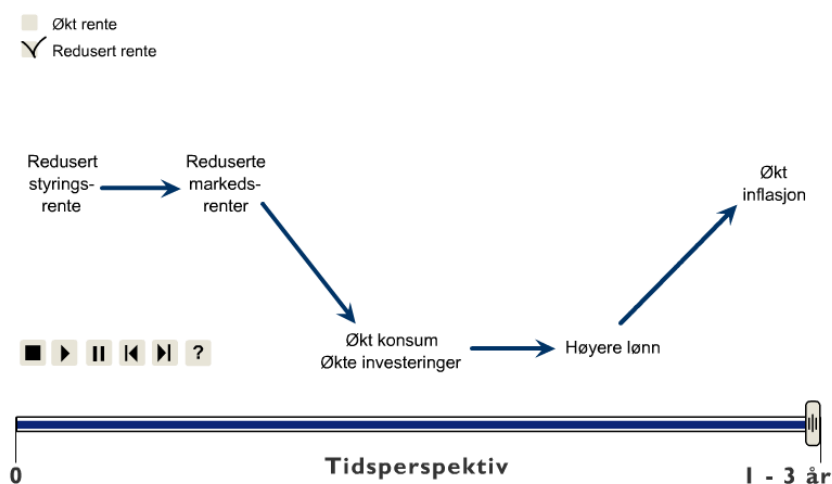 Økt rente
Redusert rente
Redusert
styrings-
rente
Reduserte
markeds-
renter
Økt
inflasjon
Økt konsum
Økte investeringer
Høyere lønn
?
0
Tidsperspektiv
1 - 3 år